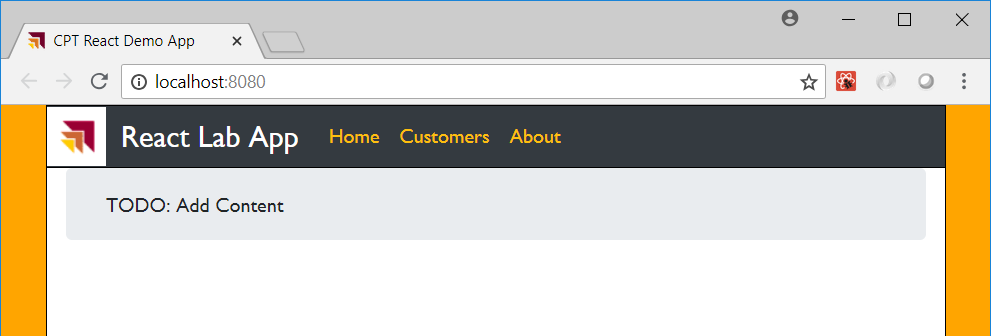 CPT React Demo App
localhost:8080
React Lab App Home Customers About
TODO: Add Content